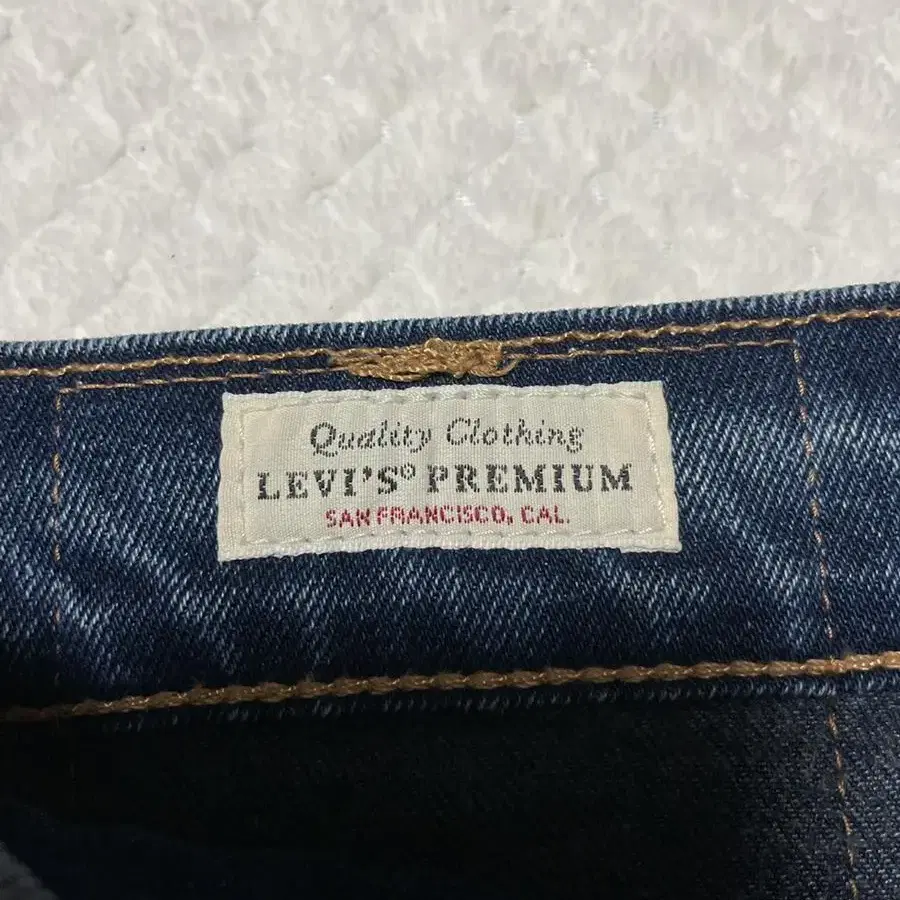 Quality Clothing
LEVI'S® PREMIUM
SAN FRANCISCO, CAL.